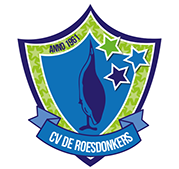 ANNO 1961
CV DE ROESDONKERS